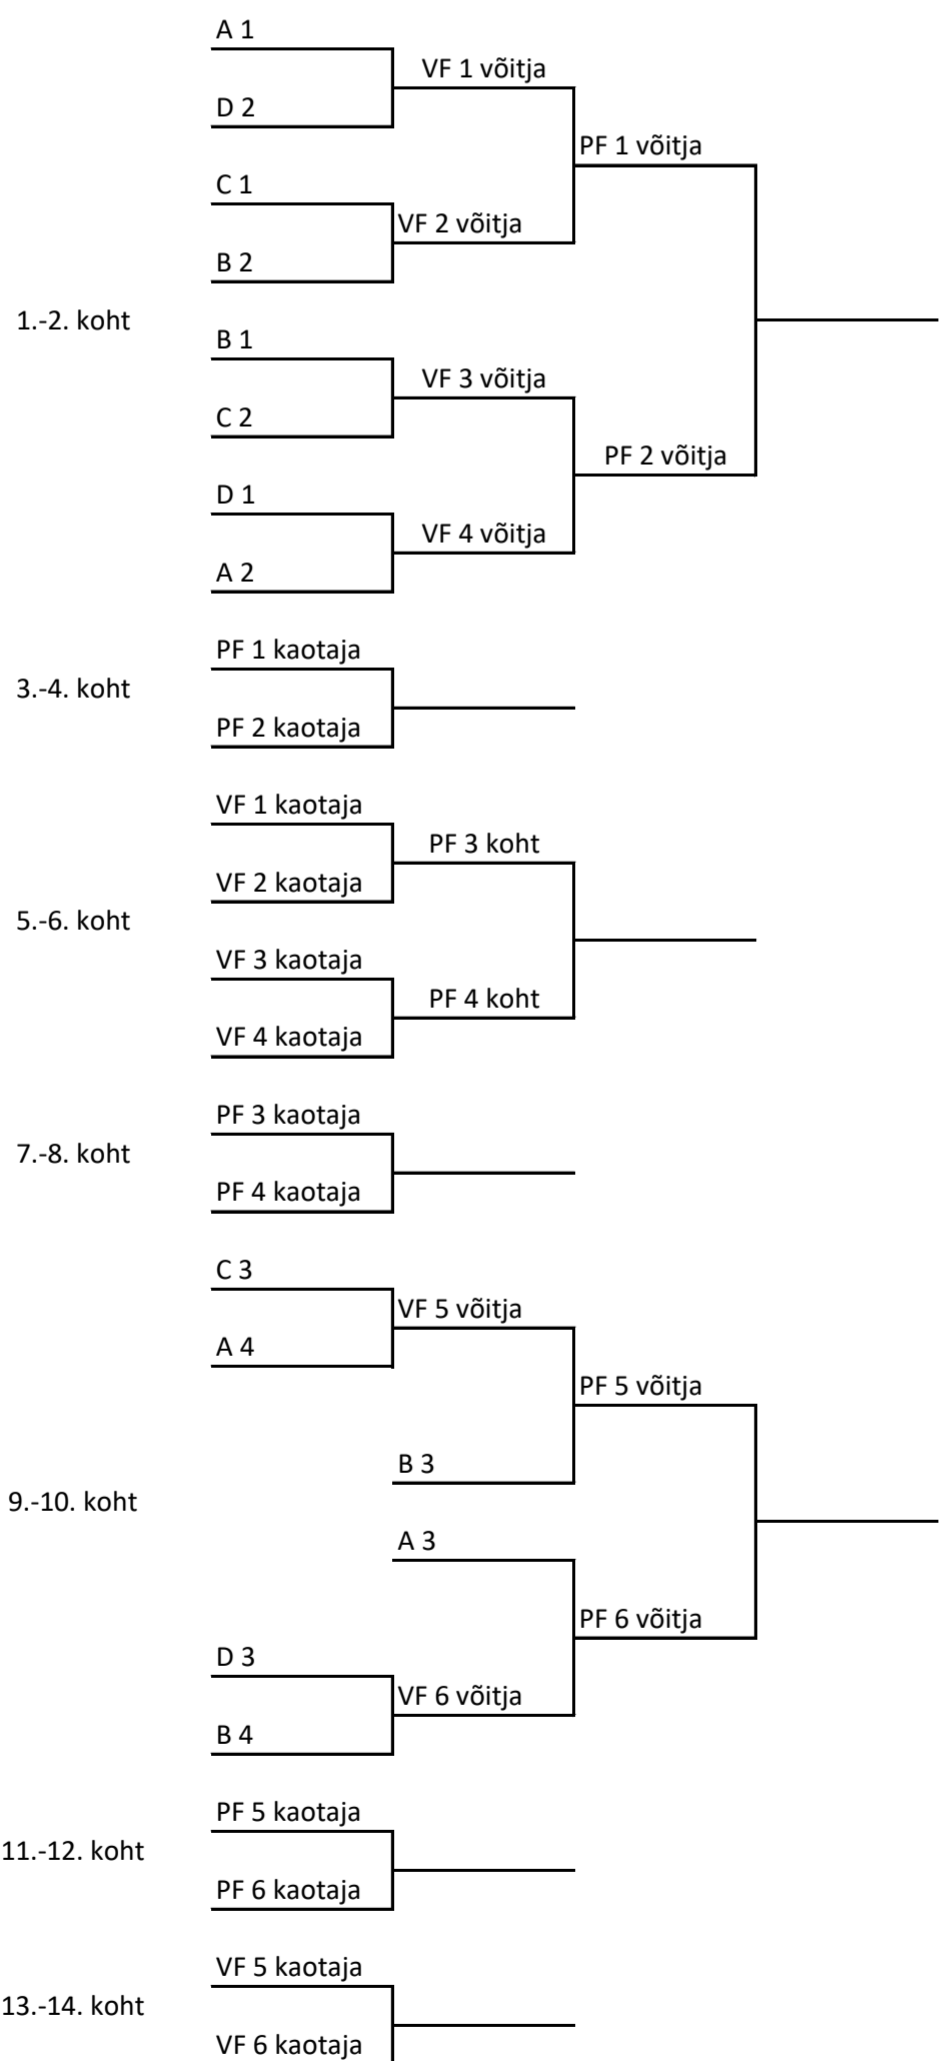 A 1
VF 1 võitja
D 2
PF 1 võitja
C 1
VF 2 võitja
B 2
1.-2. koht
B 1
VF 3 võitja
C 2
PF 2 võitja
D 1
VF 4 võitja
A 2
PF 1 kaotaja
3.-4. koht
PF 2 kaotaja
VF 1 kaotaja
PF 3 koht
VF 2 kaotaja
5.-6. koht
VF 3 kaotaja
PF 4 koht
VF 4 kaotaja
PF 3 kaotaja
7.-8. koht
PF 4 kaotaja
C 3
VF 5 võitja
A 4
PF 5 võitja
B 3
9.-10. koht
A 3
PF 6 võitja
D 3
VF 6 võitja
B 4
PF 5 kaotaja
11.-12. koht
PF 6 kaotaja
VF 5 kaotaja
13.-14. koht
VF 6 kaotaja